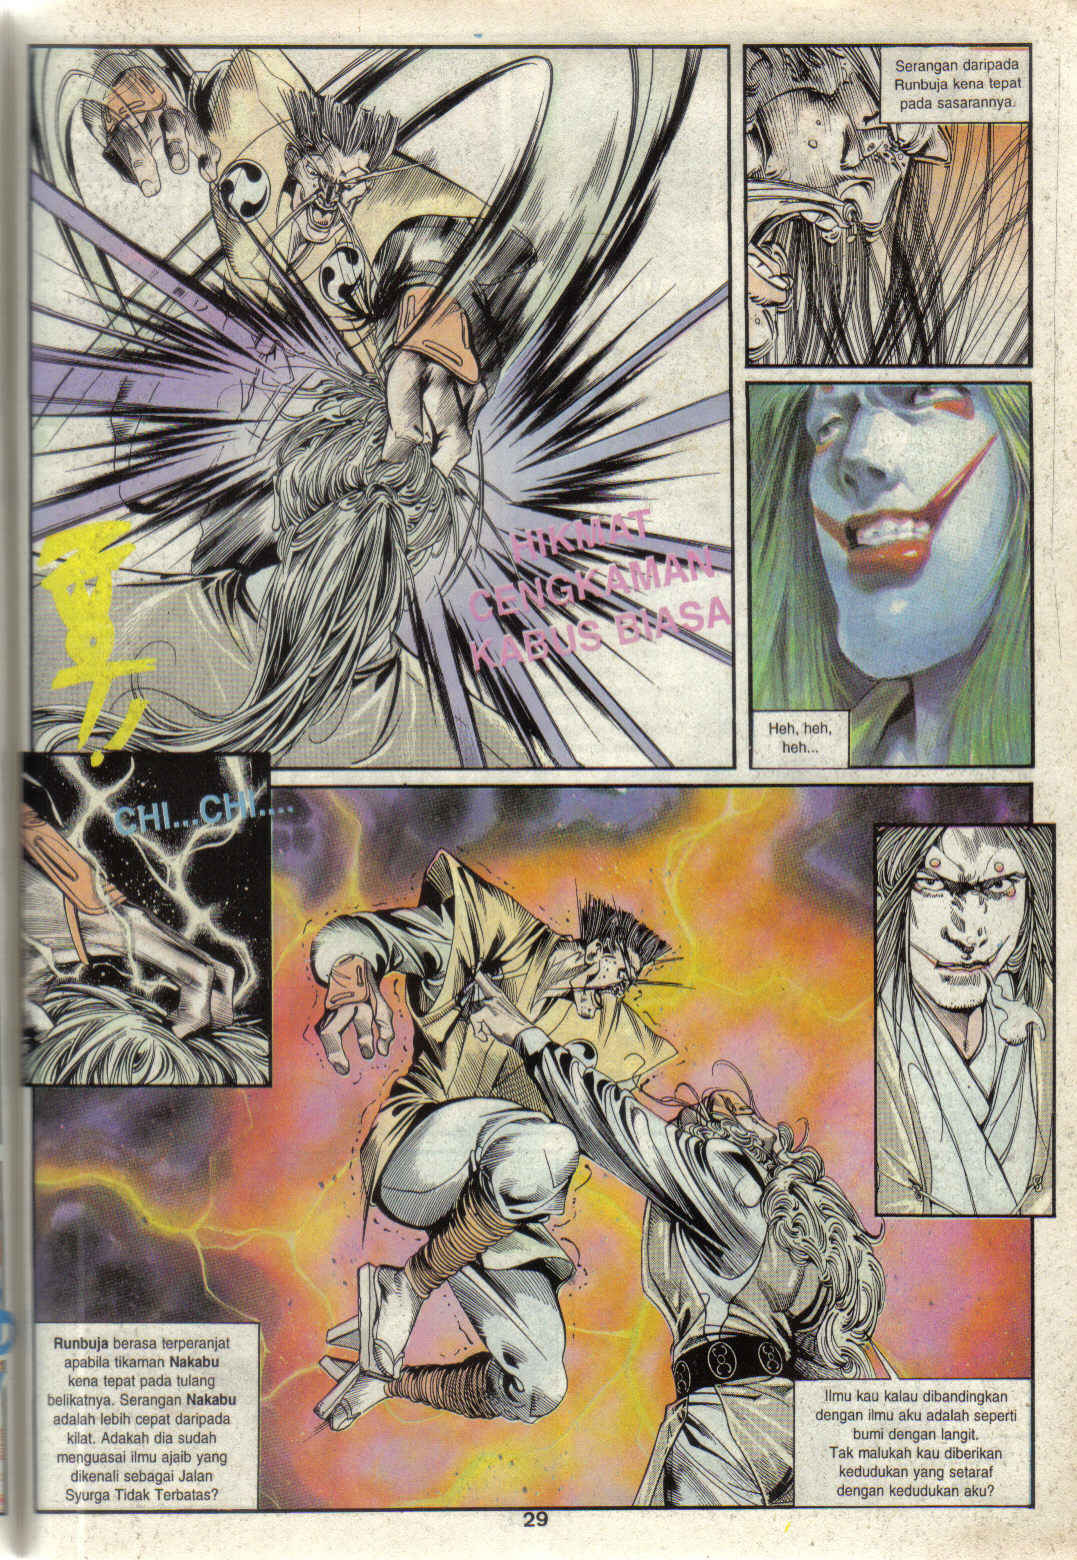 Serangan daripada
Runbuja kena tepat
pada sasarannya.
HIKMAT
CENGKAMAN
KABUS BIASA
Heh, heh,
heh...
CHI...CHI....
Runbuja berasa terperanjat
apabila tikaman Nakabu
kena tepat pada tulang
belikatnya. Serangan Nakabu
adalah lebih cepat daripada
kilat. Adakah dia sudah
menguasai ilmu ajaib yang
dikenali sebagai Jalan
Syurga Tidak Terbatas?
Ilmu kau kalau dibandingkan
dengan ilmu aku adalah seperti
bumi dengan langit.
Tak malukah kau diberikan
kedudukan yang setaraf
dengan kedudukan aku?
29